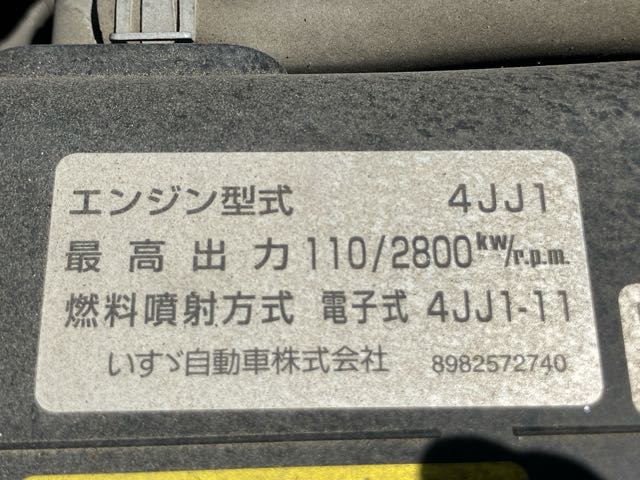 エンジン型式 4JJ1
最高出力 110/2800 kw/r.p.m.
燃料噴射方式 電子式 4JJ1-11
いすゞ自動車株式会社 8982572740